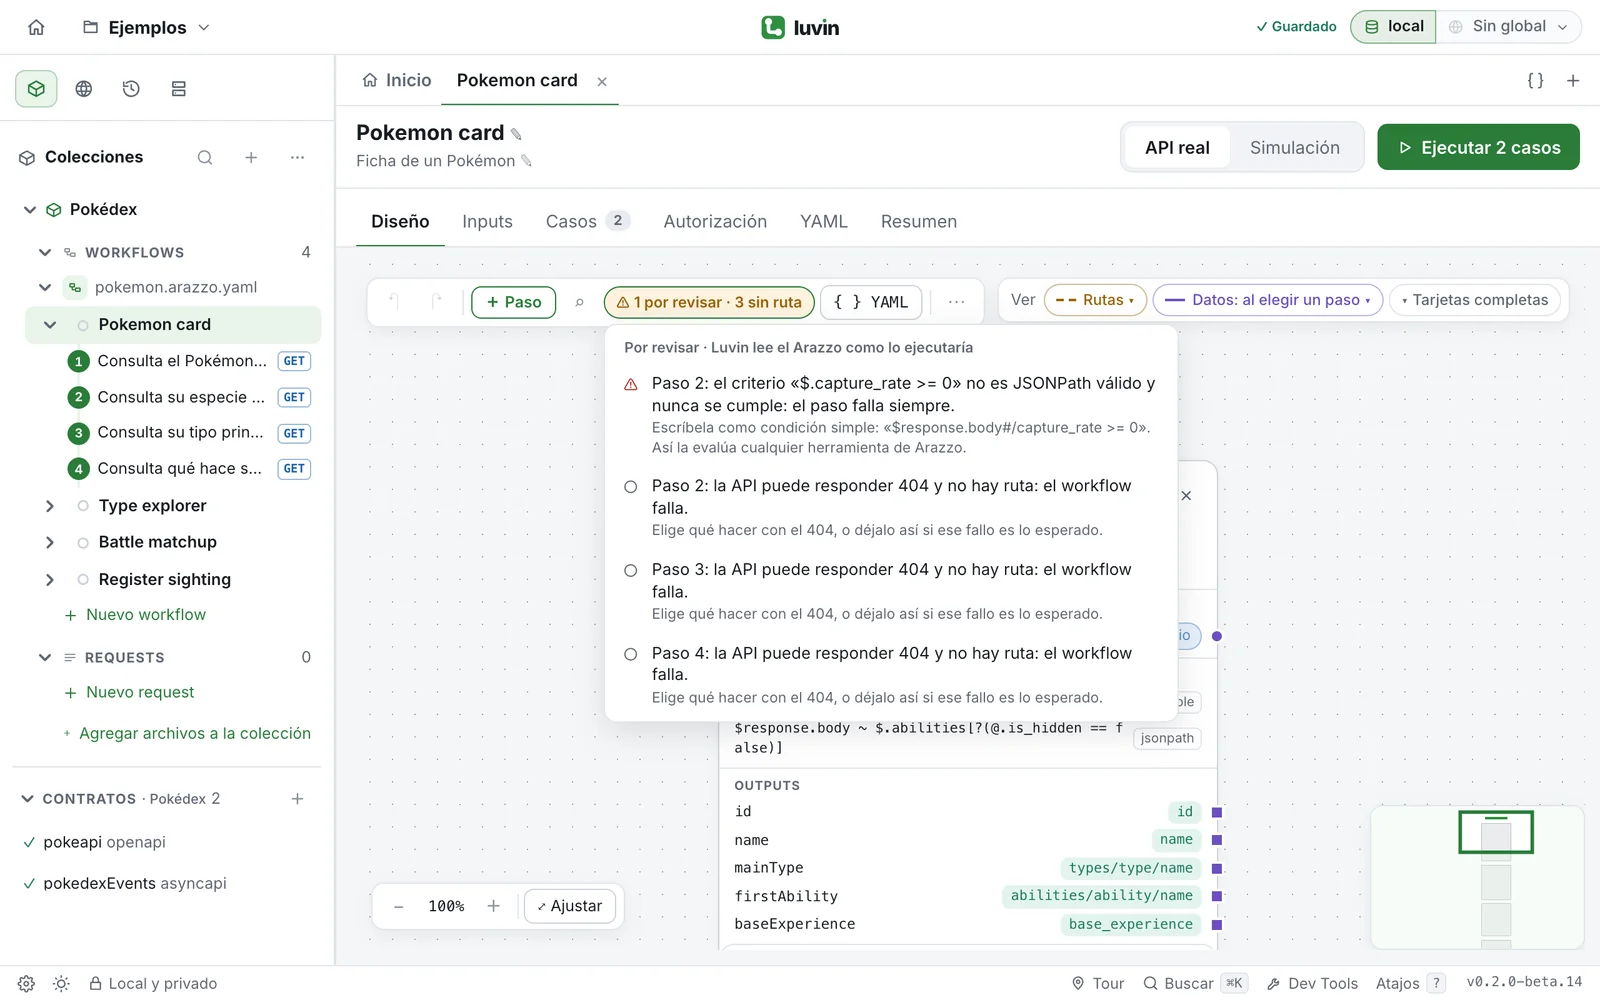 Ejemplos
luvin
Guardado
local
Sin global
Inicio
Pokemon card
Colecciones
Pokédex
WORKFLOWS 4
pokemon.arazzo.yaml
Pokemon card
1 Consulta el Pokémon... GET
2 Consulta su especie ... GET
3 Consulta su tipo prin... GET
4 Consulta qué hace s... GET
Type explorer
Battle matchup
Register sighting
+ Nuevo workflow
REQUESTS 0
+ Nuevo request
+ Agregar archivos a la colección
CONTRATOS · Pokédex 2
pokeapi openapi
pokedexEvents asyncapi
Pokemon card
Ficha de un Pokémon
API real
Simulación
Ejecutar 2 casos
Diseño
Inputs
Casos 2
Autorización
YAML
Resumen
+ Paso
1 por revisar · 3 sin ruta
{ } YAML
Ver
Rutas
Datos: al elegir un paso
Tarjetas completas
Por revisar · Luvin lee el Arazzo como lo ejecutaría
Paso 2: el criterio «$.capture_rate >= 0» no es JSONPath válido y
nunca se cumple: el paso falla siempre.
Escríbela como condición simple: «$response.body#/capture_rate >= 0».
Así la evalúa cualquier herramienta de Arazzo.
Paso 2: la API puede responder 404 y no hay ruta: el workflow
falla.
Elige qué hacer con el 404, o déjalo así si ese fallo es lo esperado.
Paso 3: la API puede responder 404 y no hay ruta: el workflow
falla.
Elige qué hacer con el 404, o déjalo así si ese fallo es lo esperado.
Paso 4: la API puede responder 404 y no hay ruta: el workflow
falla.
Elige qué hacer con el 404, o déjalo así si ese fallo es lo esperado.
$response.body ~ $.abilities[?(@.is_hidden == f
alse)]
jsonpath
OUTPUTS
id id
name name
mainType types/type/name
firstAbility abilities/ability/name
baseExperience base_experience
− 100% +
Ajustar
Local y privado
Tour
Buscar ⌘K
Dev Tools
Atajos ?
v0.2.0-beta.14